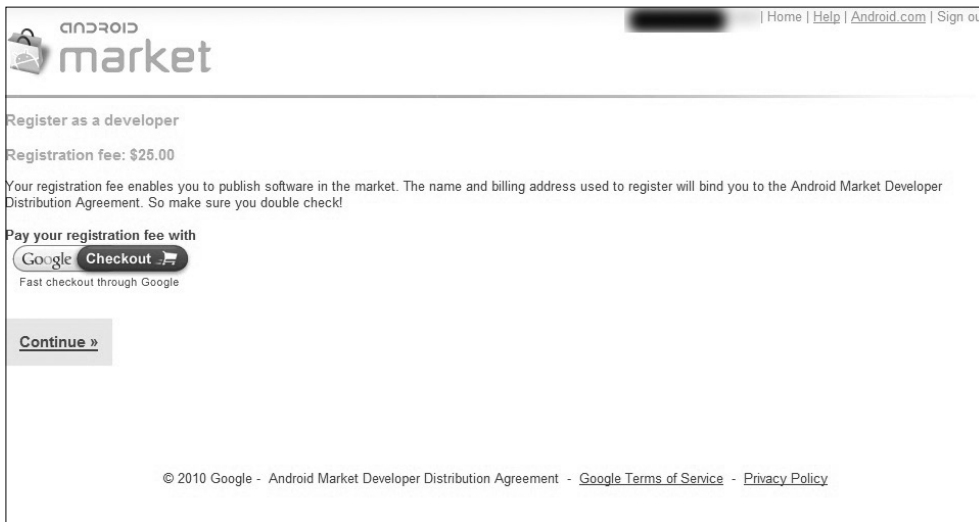 | Home | Help | Android.com | Sign ou
android
market
Register as a developer
Registration fee: $25.00
Your registration fee enables you to publish software in the market. The name and billing address used to register will bind you to the Android Market Developer
Distribution Agreement. So make sure you double check!
Pay your registration fee with
Google Checkout
Fast checkout through Google
Continue »
© 2010 Google - Android Market Developer Distribution Agreement - Google Terms of Service - Privacy Policy